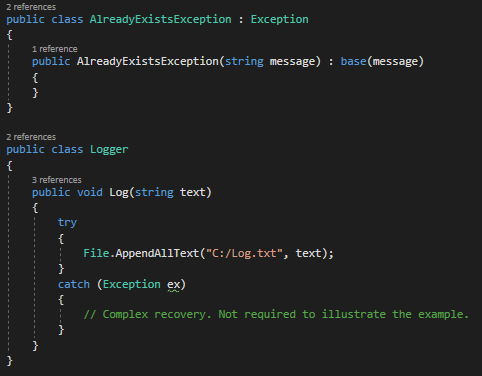 2 references
public class AlreadyExistsException : Exception
{
1 reference
public AlreadyExistsException(string message) : base(message)
{
}
}
2 references
public class Logger
{
3 references
public void Log(string text)
{
try
{
File.AppendAllText("C:/Log.txt", text);
}
catch (Exception ex)
{
// Complex recovery. Not required to illustrate the example.
}
}
}